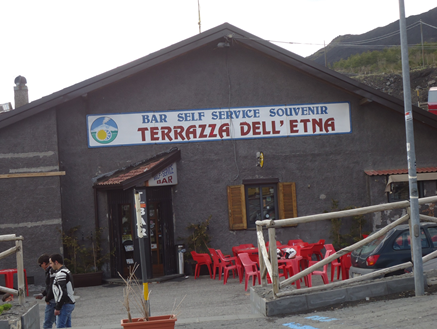 BAR SELF SERVICE SOUVENIR
TERRAZZA DELL'ETNA
BAR